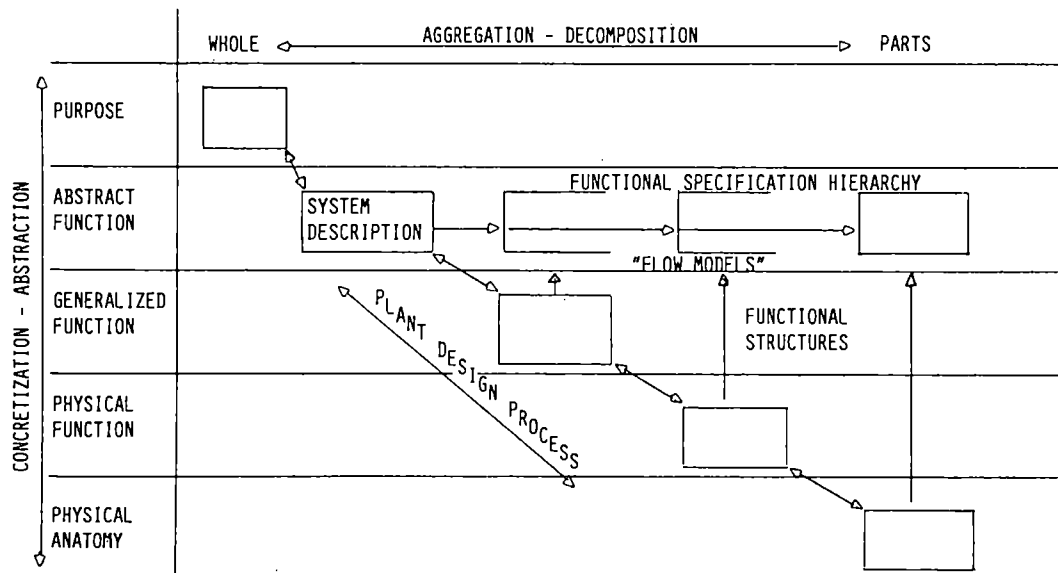 WHOLE
AGGREGATION - DECOMPOSITION
PARTS
CONCRETIZATION - ABSTRACTION
PURPOSE
ABSTRACT
FUNCTION
FUNCTIONAL SPECIFICATION HIERARCHY
SYSTEM
DESCRIPTION
"FLOW MODELS"
GENERALIZED
FUNCTION
PLANT DESIGN PROCESS
FUNCTIONAL
STRUCTURES
PHYSICAL
FUNCTION
PHYSICAL
ANATOMY